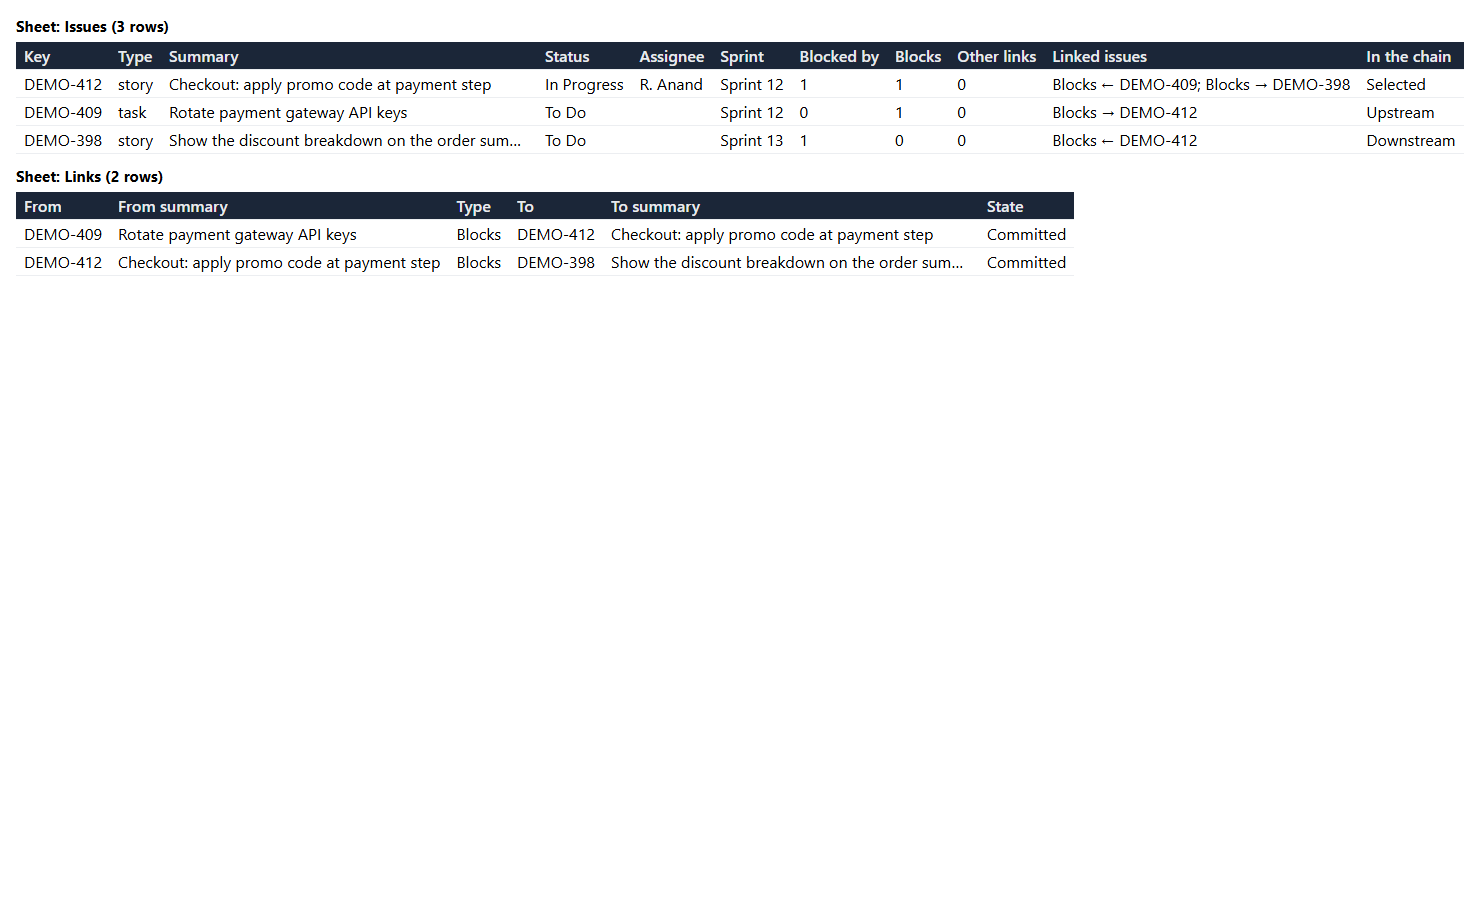 Sheet: Issues (3 rows)
Key Type Summary Status Assignee Sprint Blocked by Blocks Other links Linked issues In the chain
DEMO-412 story Checkout: apply promo code at payment step In Progress R. Anand Sprint 12 1 1 0 Blocks ← DEMO-409; Blocks → DEMO-398 Selected
DEMO-409 task Rotate payment gateway API keys To Do Sprint 12 0 1 0 Blocks → DEMO-412 Upstream
DEMO-398 story Show the discount breakdown on the order sum... To Do Sprint 13 1 0 0 Blocks ← DEMO-412 Downstream
Sheet: Links (2 rows)
From From summary Type To To summary State
DEMO-409 Rotate payment gateway API keys Blocks DEMO-412 Checkout: apply promo code at payment step Committed
DEMO-412 Checkout: apply promo code at payment step Blocks DEMO-398 Show the discount breakdown on the order sum... Committed